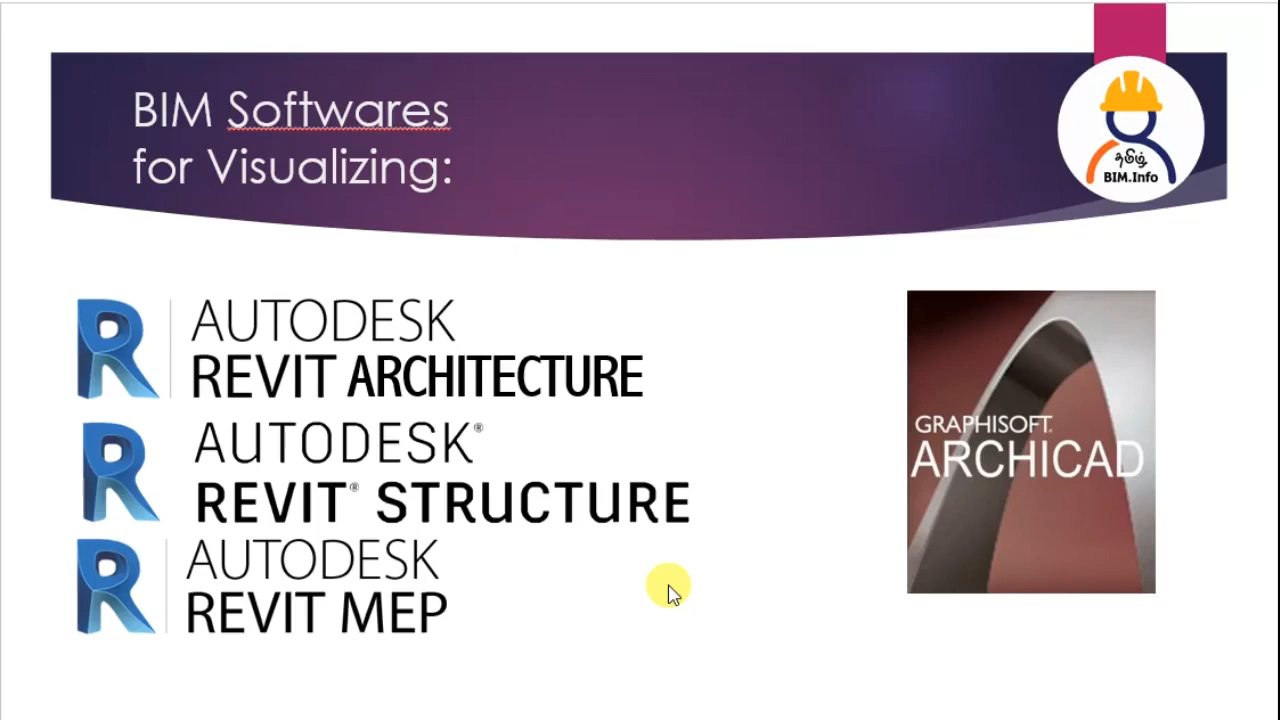 BIM Softwares
for Visualizing:
தமிழ்
BIM.Info
AUTODESK
REVIT ARCHITECTURE
AUTODESK®
REVIT® STRUCTURE
AUTODESK
REVIT MEP
GRAPHISOFT.
ARCHICAD